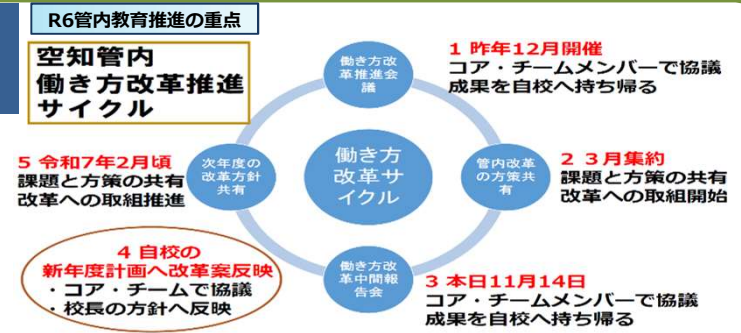 R6管内教育推進の重点
空知管内
働き方改革推進
サイクル
働き方改
革推進会
議
1 昨年12月開催
コア・チームメンバーで協議
成果を自校へ持ち帰る
5 令和7年2月頃
課題と方策の共有
改革への取組推進
次年度の
改革方針
共有
働き方
改革サ
イクル
管内改革
の方策共
有
2 3月集約
課題と方策の共有
改革への取組開始
4 自校の
新年度計画へ改革案反映
・コア・チームで協議
・校長の方針へ反映
働き方改
革中間報
告会
3 本日11月14日
コア・チームメンバーで協議
成果を自校へ持ち帰る